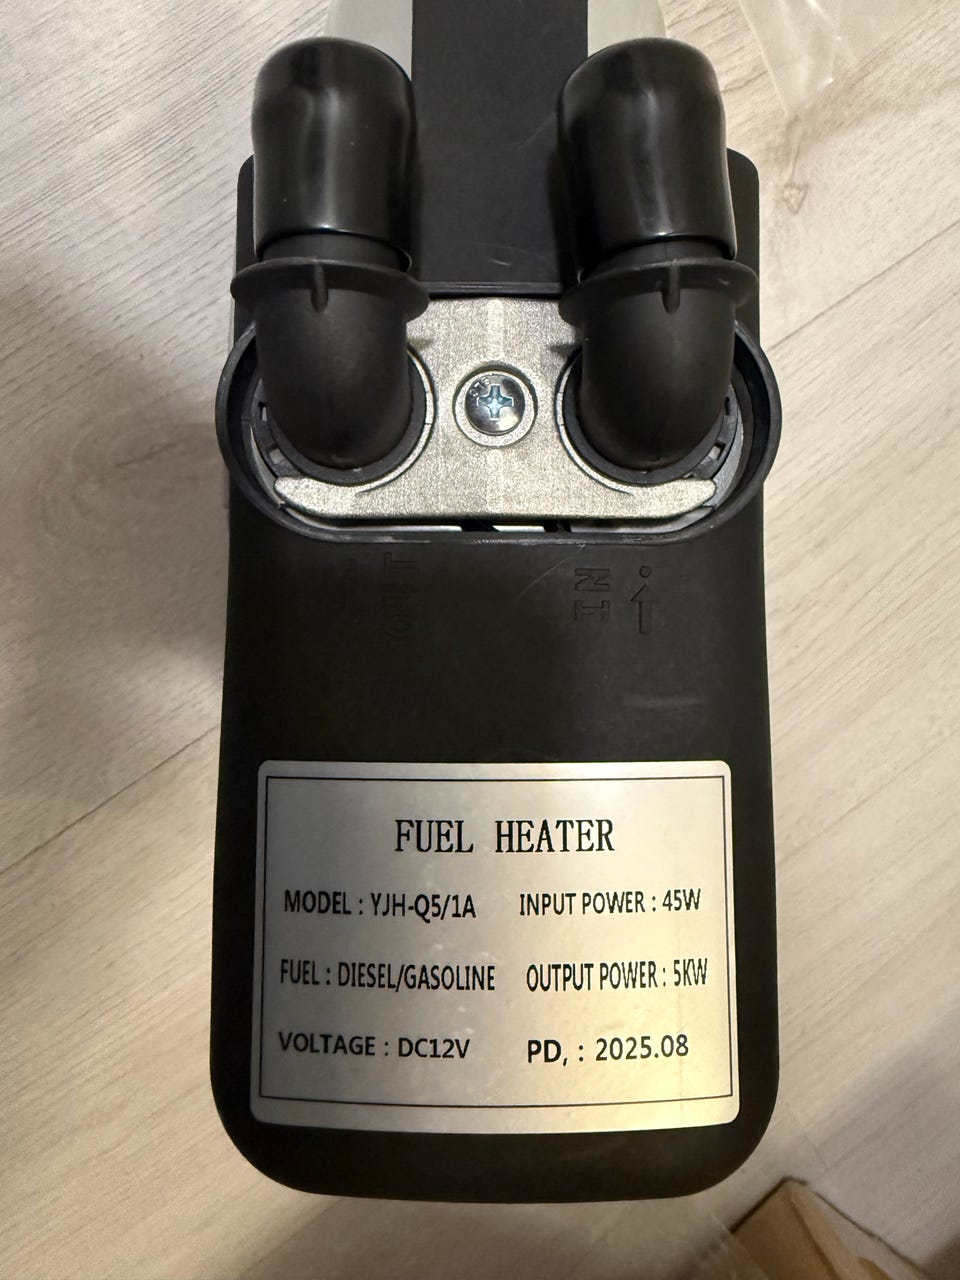 OUT
IN i
FUEL HEATER
MODEL : YJH-Q5/1A INPUT POWER : 45W
FUEL : DIESEL/GASOLINE OUTPUT POWER : 5KW
VOLTAGE : DC12V PD, : 2025.08